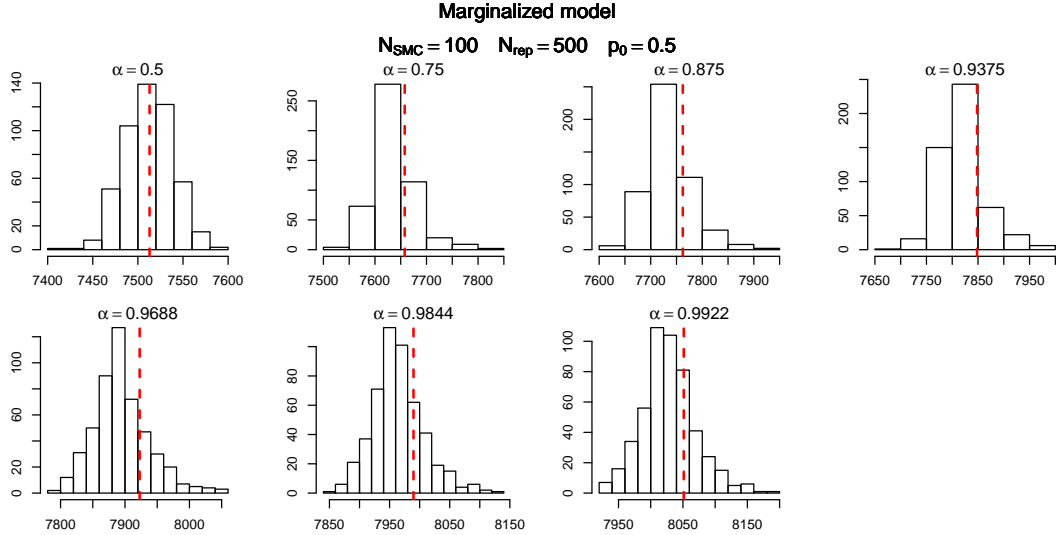 Marginalized model
N_SMC = 100 N_rep = 500 p_0 = 0.5
α = 0.5
α = 0.75
α = 0.875
α = 0.9375
0 20 60 100 140
7400 7450 7500 7550 7600
0 50 150 250
7500 7600 7700 7800
0 50 100 200
7600 7700 7800 7900
0 50 100 200
7650 7750 7850 7950
α = 0.9688
α = 0.9844
α = 0.9922
0 20 60 100
7800 7900 8000
0 20 40 60 80
7850 7950 8050 8150
0 20 40 60 80 100
7950 8050 8150